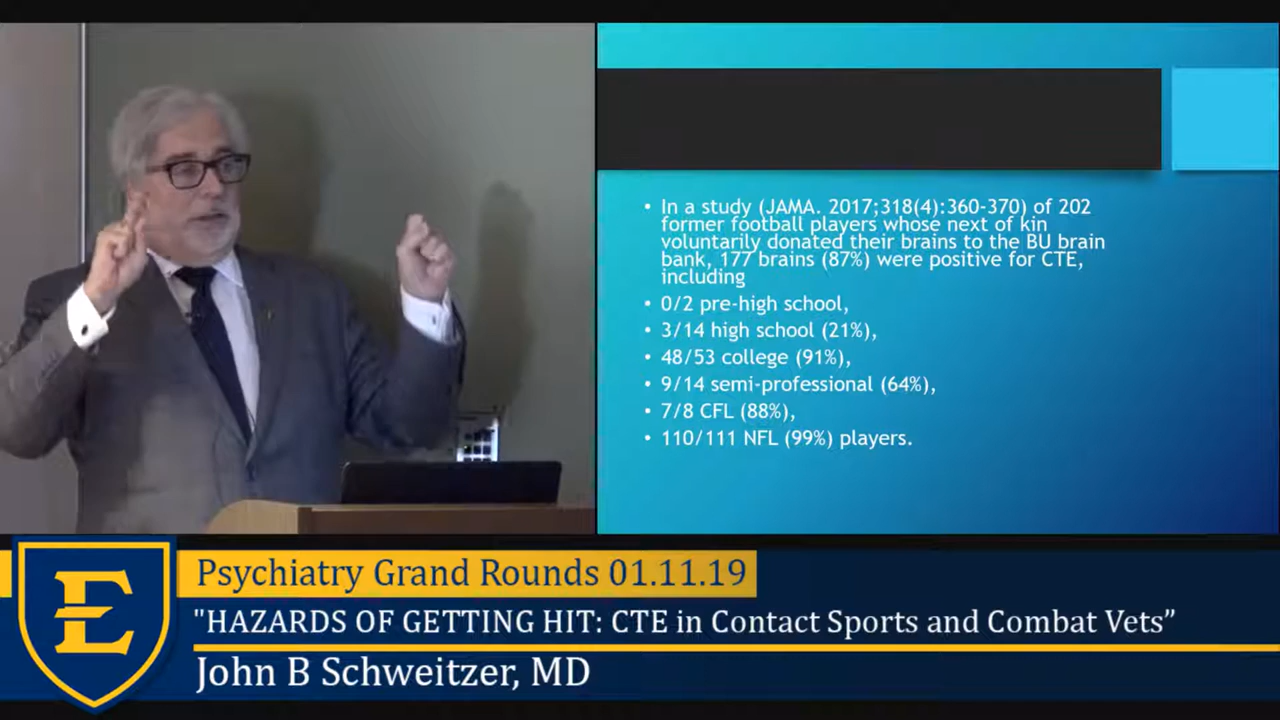 • In a study (JAMA. 2017;318(4):360-370) of 202
former football players whose next of kin
voluntarily donated their brains to the BU brain
bank, 177 brains (87%) were positive for CTE,
including
• 0/2 pre-high school,
• 3/14 high school (21%),
• 48/53 college (91%),
• 9/14 semi-professional (64%),
• 7/8 CFL (88%),
• 110/111 NFL (99%) players.
E
Psychiatry Grand Rounds 01.11.19
"HAZARDS OF GETTING HIT: CTE in Contact Sports and Combat Vets”
John B Schweitzer, MD